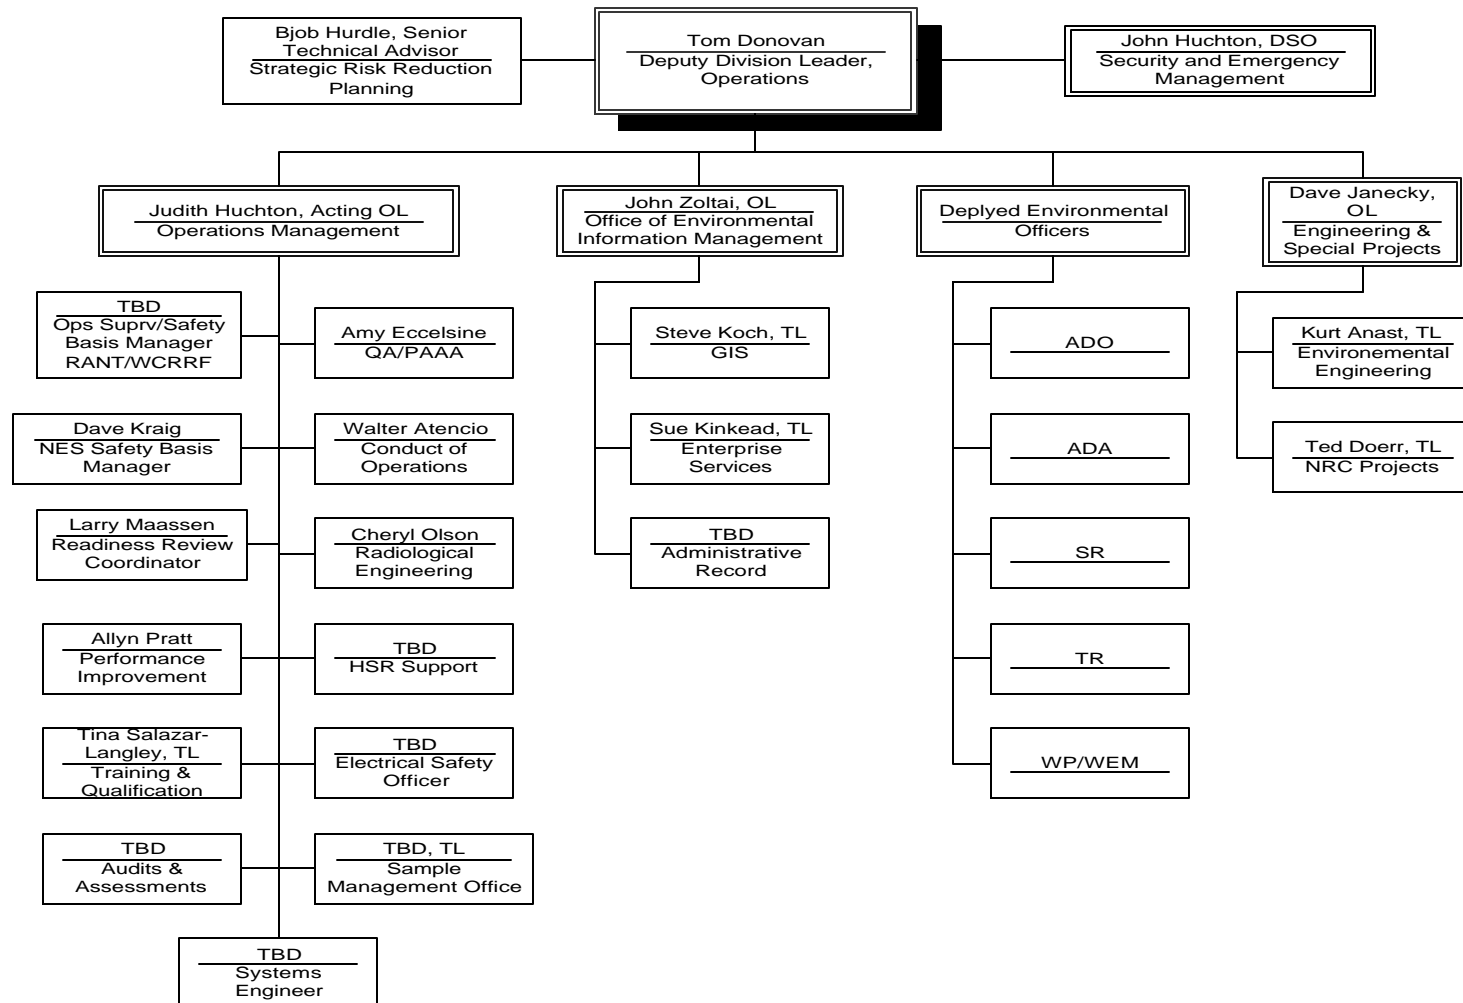 Bjob Hurdle, Senior
Technical Advisor
Strategic Risk Reduction
Planning
Tom Donovan
Deputy Division Leader,
Operations
John Huchton, DSO
Security and Emergency
Management
Judith Huchton, Acting OL
Operations Management
John Zoltai, OL
Office of Environmental
Information Management
Deplyed Environmental
Officers
Dave Janecky,
OL
Engineering &
Special Projects
TBD
Ops Suprv/Safety
Basis Manager
RANT/WCRRF
Amy Eccelsine
QA/PAAA
Dave Kraig
NES Safety Basis
Manager
Walter Atencio
Conduct of
Operations
Larry Maassen
Readiness Review
Coordinator
Cheryl Olson
Radiological
Engineering
Allyn Pratt
Performance
Improvement
TBD
HSR Support
Tina Salazar-
Langley, TL
Training &
Qualification
TBD
Electrical Safety
Officer
TBD
Audits &
Assessments
TBD, TL
Sample
Management Office
TBD
Systems
Engineer
Steve Koch, TL
GIS
Sue Kinkead, TL
Enterprise
Services
TBD
Administrative
Record
ADO
ADA
SR
TR
WP/WEM
Kurt Anast, TL
Environemental
Engineering
Ted Doerr, TL
NRC Projects